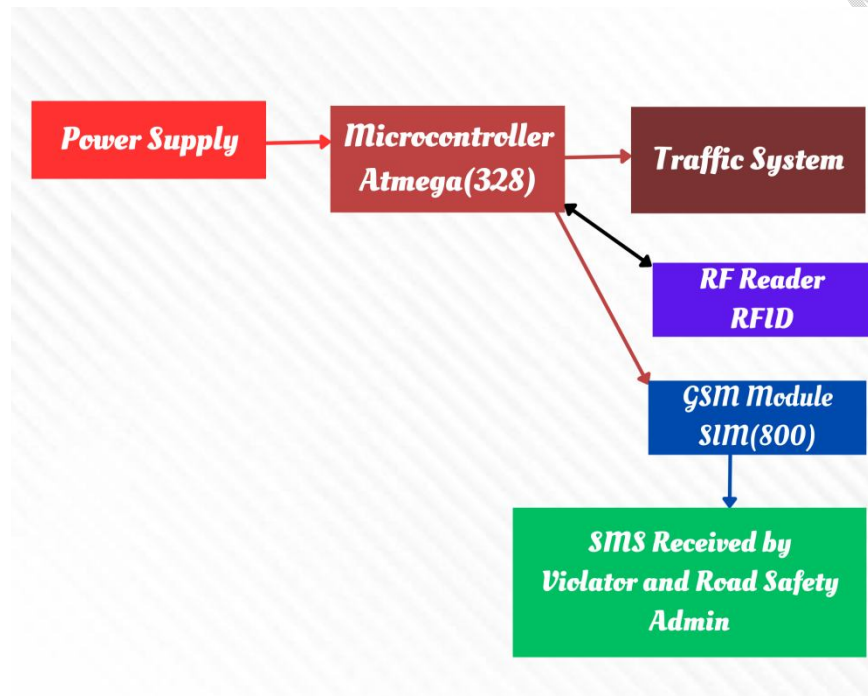 Power Supply
Microcontroller
Atmega(328)
Traffic System
RF Reader
RFID
GSM Module
SIM(800)
SMS Received by
Violator and Road Safety
Admin